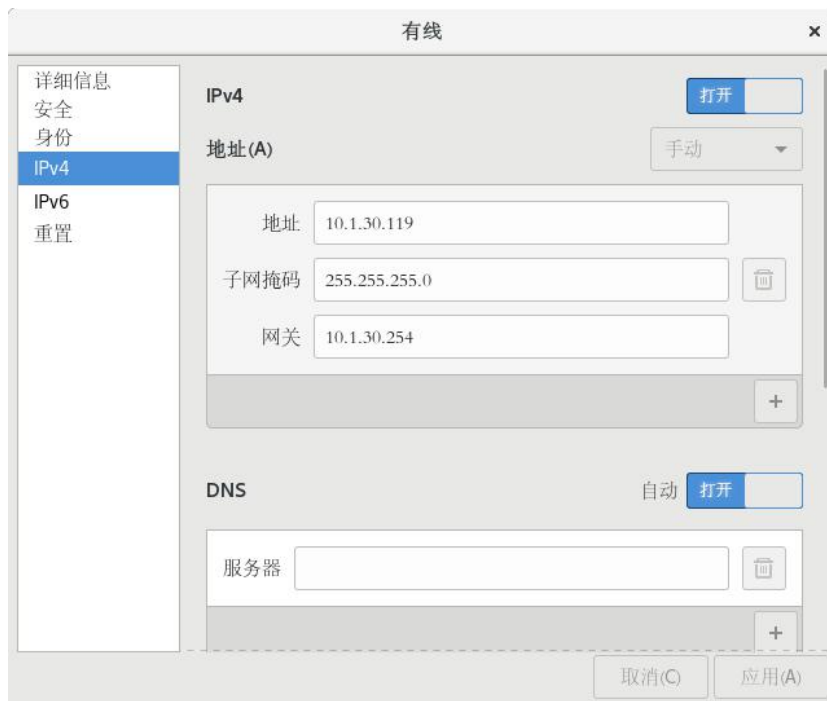 有线
×
详细信息
安全
身份
IPv4
IPv6
重置
IPv4 打开
地址(A) 手动
地址 10.1.30.119
子网掩码 255.255.255.0
网关 10.1.30.254
+
DNS 自动 打开
服务器
+
取消(C) 应用(A)